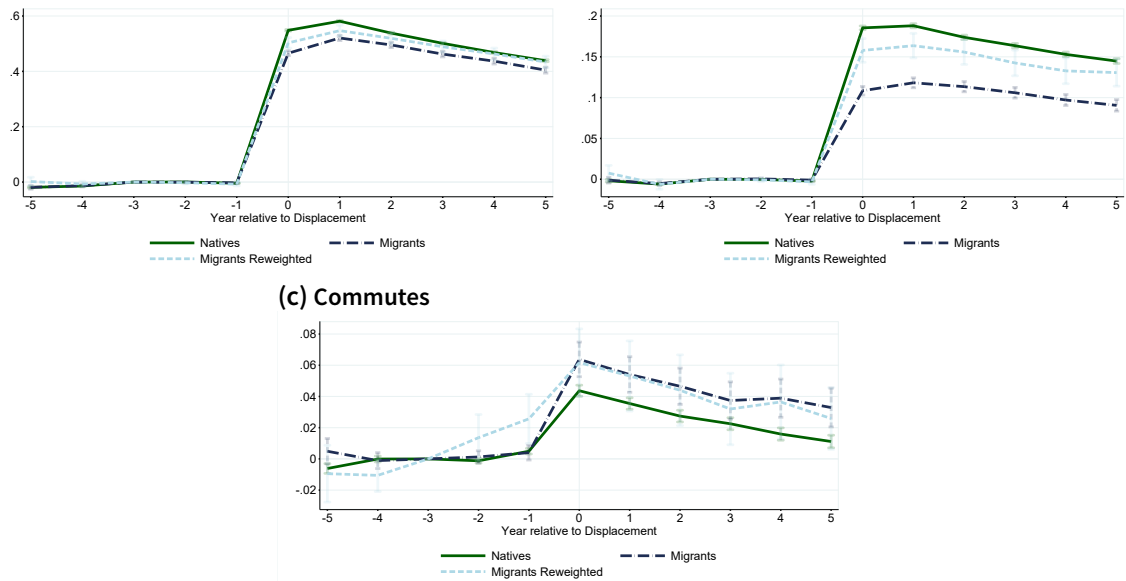 .6
.4
.2
0
-5 -4 -3 -2 -1 0 1 2 3 4 5
Year relative to Displacement
Natives Migrants
Migrants Reweighted
.2
.15
.1
.05
0
-5 -4 -3 -2 -1 0 1 2 3 4 5
Year relative to Displacement
Natives Migrants
Migrants Reweighted
(c) Commutes
.08
.06
.04
.02
0
-.02
-5 -4 -3 -2 -1 0 1 2 3 4 5
Year relative to Displacement
Natives Migrants
Migrants Reweighted